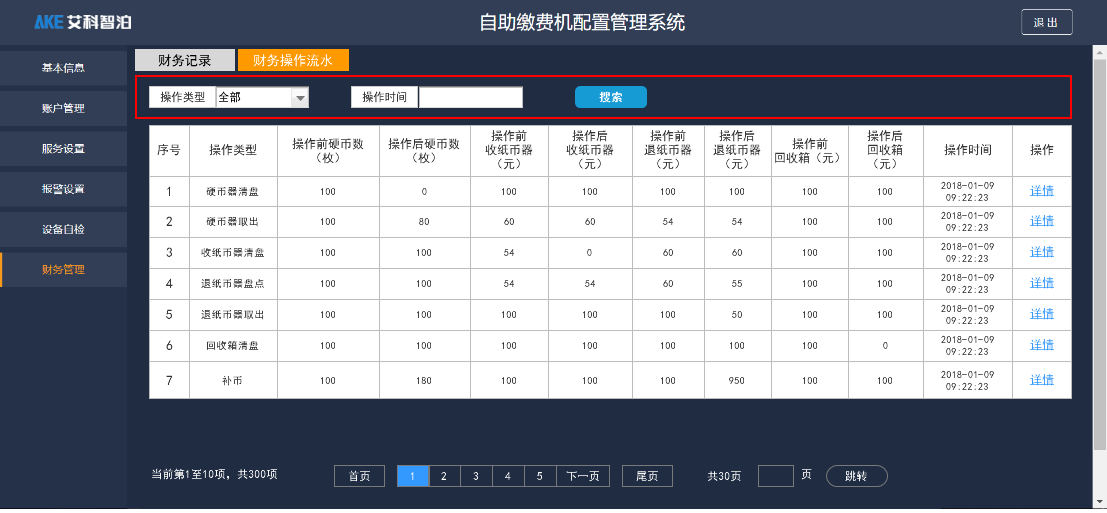 AKE 艾科智泊
自助缴费机配置管理系统
退出
基本信息
账户管理
服务设置
报警设置
设备自检
财务管理
财务记录
财务操作流水
操作类型 全部 操作时间 搜索
序号 操作类型 操作前硬币数（枚） 操作后硬币数（枚） 操作前收纸币器（元） 操作后收纸币器（元） 操作前退纸币器（元） 操作后退纸币器（元） 操作前回收箱（元） 操作后回收箱（元） 操作时间 操作
1 硬币器清盘 100 0 100 100 100 100 100 100 2018-01-09 09:22:23 详情
2 硬币器取出 100 80 60 60 54 54 100 100 2018-01-09 09:22:23 详情
3 收纸币器清盘 100 100 54 0 60 60 100 100 2018-01-09 09:22:23 详情
4 退纸币器盘点 100 100 54 54 60 55 100 100 2018-01-09 09:22:23 详情
5 退纸币器取出 100 100 100 100 100 50 100 100 2018-01-09 09:22:23 详情
6 回收箱清盘 100 100 100 100 100 100 100 0 2018-01-09 09:22:23 详情
7 补币 100 180 100 100 100 950 100 100 2018-01-09 09:22:23 详情
当前第1至10项，共300项 首页 1 2 3 4 5 下一页 尾页 共30页 页 跳转